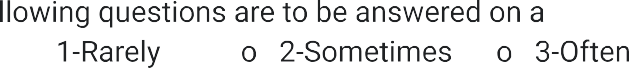 llowing questions are to be answered on a
1-Rarely o 2-Sometimes o 3-Often